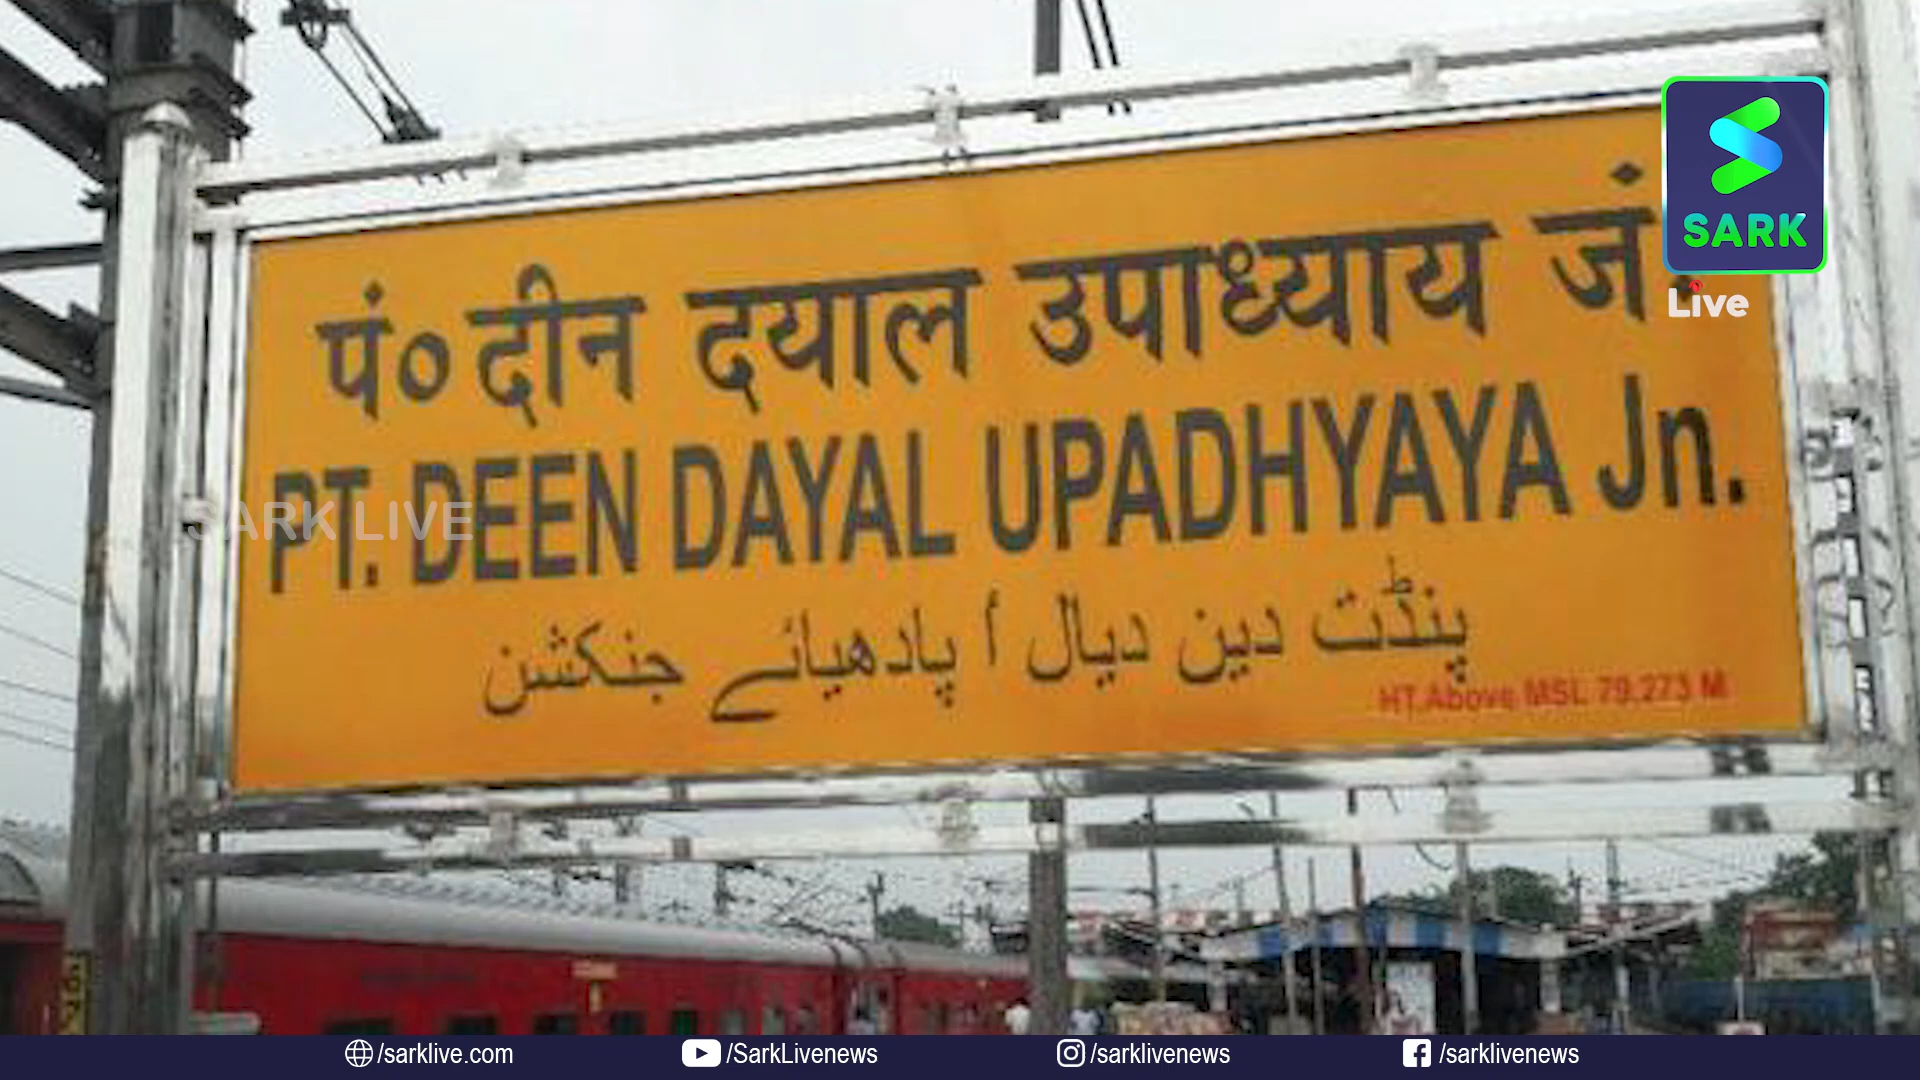 पं० दीन दयाल उपाध्याय जं.
PT. DEEN DAYAL UPADHYAYA Jn.
پنڈت دین دیال اُ پادھیائے جنکشن
HT.Above MSL 79.273 M
SARK LIVE
SARK
Live
/sarklive.com
/SarkLivenews
/sarklivenews
/sarklivenews